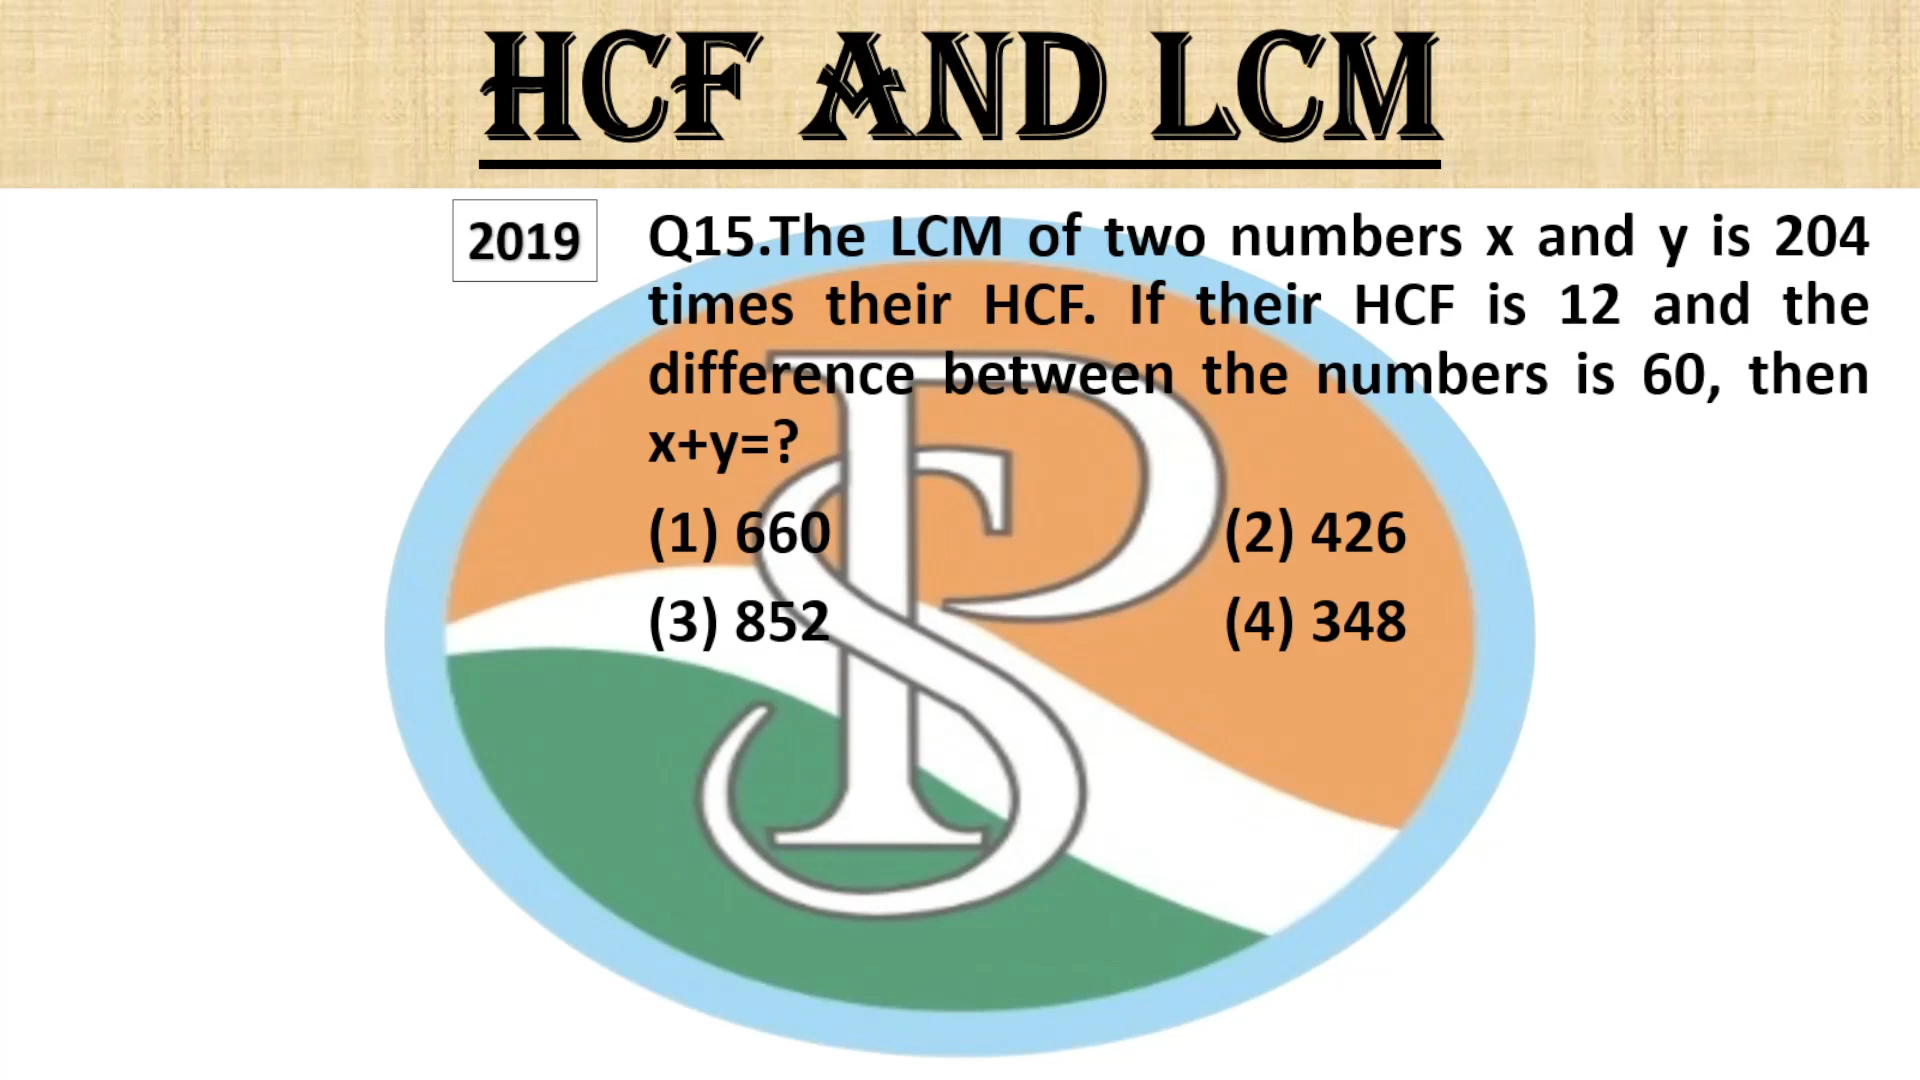 HCF AND LCM
2019
Q15.The LCM of two numbers x and y is 204
times their HCF. If their HCF is 12 and the
difference between the numbers is 60, then
x+y=?
(1) 660 (2) 426
(3) 852 (4) 348